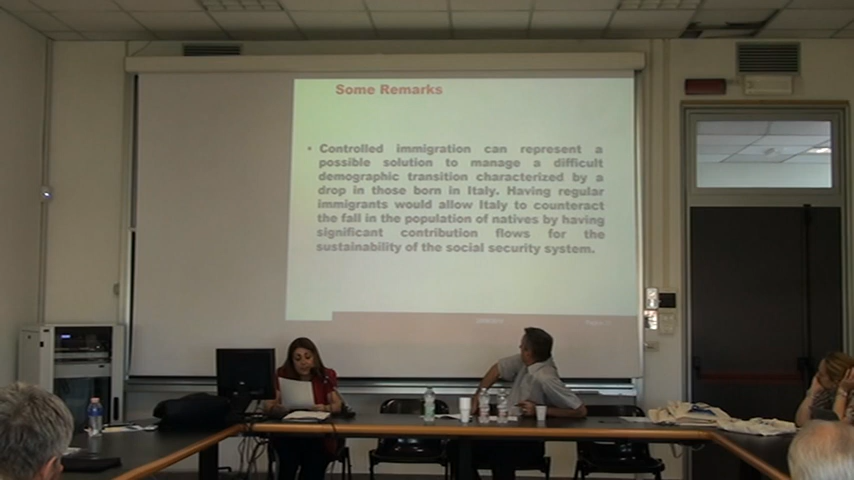 Some Remarks
• Controlled immigration can represent a
possible solution to manage a difficult
demographic transition characterized by a
drop in those born in Italy. Having regular
immigrants would allow Italy to counteract
the fall in the population of natives by having
significant contribution flows for the
sustainability of the social security system.